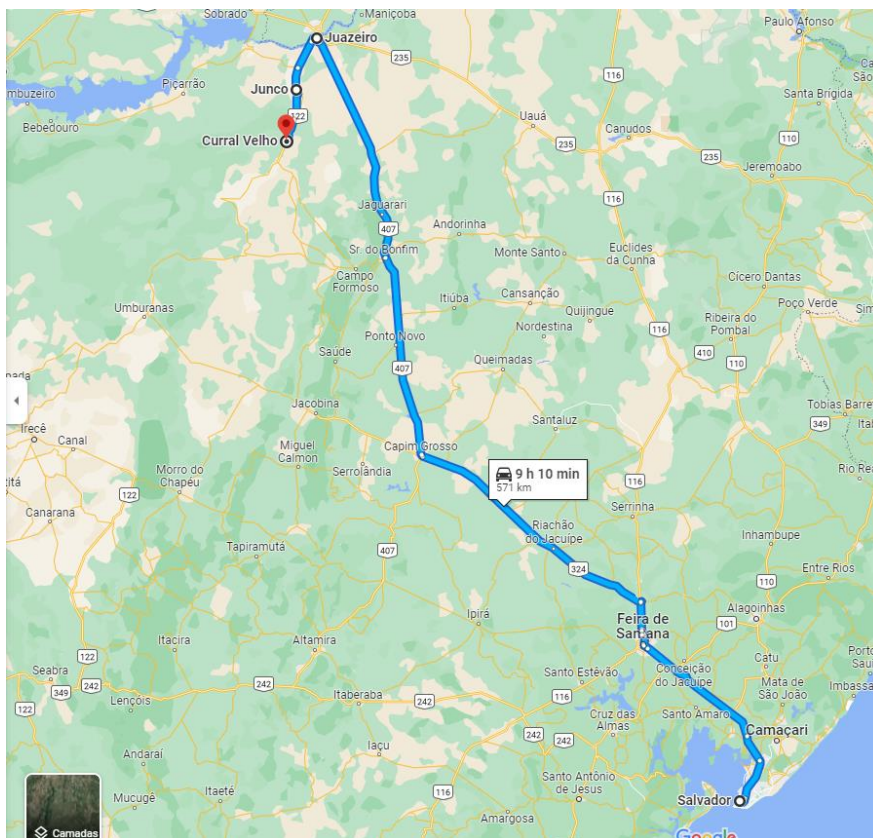 Sobrado
Maniçoba
Juazeiro
Paulo Afonso
235
116
Piçarrão
Junco
Santa Brígida
122
Uauá
Canudos
110
Bebedouro
Curral Velho
235
235
Jeremoabo
116
Jaguarari
407
Andorinha
Sr. do Bonfim
Monte Santo
Euclides
da Cunha
Cícero Dantas
Campo
Formoso
Itiúba
Cansanção
Umburanas
Quijingue
Poço Verde
Ribeira do
Pombal
Nordestina
116
Ponto Novo
Saúde
407
Queimadas
410
110
Jacobina
Tobias Barre
Santaluz
349
Irecê
Canal
Miguel
Calmon
Capim Grosso
Serrolândia
Morro do
Chapéu
9 h 10 min
571 km
116
Rio Rea
122
Serrinha
Canarana
Riachão
do Jacuípe
Inhambupe
Tapiramutá
407
324
110
Entre Rios
Ipirá
Feira de
Santana
Alagoinhas
101
Itacira
Altamira
Seabra
122
349
242
242
Santo Estêvão
Conceição
do Jacuípe
Catu
Lençóis
Itaberaba
242
116
Mata de
São João
Imbassa
122
Cruz das
Almas
Santo Amaro
Camaçari
242
242
Andaraí
Iaçu
Santo Antônio
de Jesus
Salvador
Mucugê
Itaeté
116
Amargosa
Camadas
Google